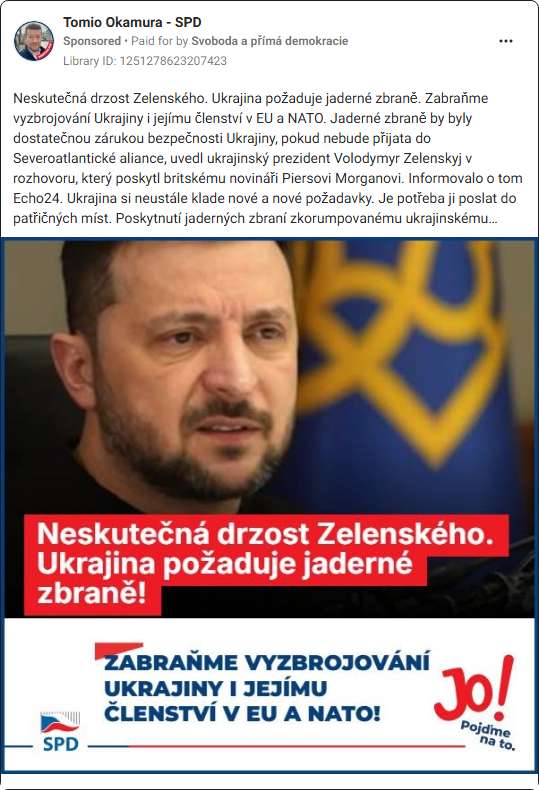 Tomio Okamura - SPD
Sponsored • Paid for by Svoboda a přímá demokracie
Library ID: 1251278623207423
Neskutečná drzost Zelenského. Ukrajina požaduje jaderné zbraně. Zabraňme
vyzbrojování Ukrajiny i jejímu členství v EU a NATO. Jaderné zbraně by byly
dostatečnou zárukou bezpečnosti Ukrajiny, pokud nebude přijata do
Severoatlantické aliance, uvedl ukrajinský prezident Volodymyr Zelenskyj v
rozhovoru, který poskytl britskému novináři Piersovi Morganovi. Informovalo o tom
Echo24. Ukrajina si neustále klade nové a nové požadavky. Je potřeba ji poslat do
patřičných míst. Poskytnutí jaderných zbraní zkorumpovanému ukrajinskému...
Neskutečná drzost Zelenského.
Ukrajina požaduje jaderné
zbraně!
ZABRAŇME VYZBROJOVÁNÍ
UKRAJINY I JEJÍMU
ČLENSTVÍ V EU A NATO!
Jo!
Pojďme
na to.
SPD